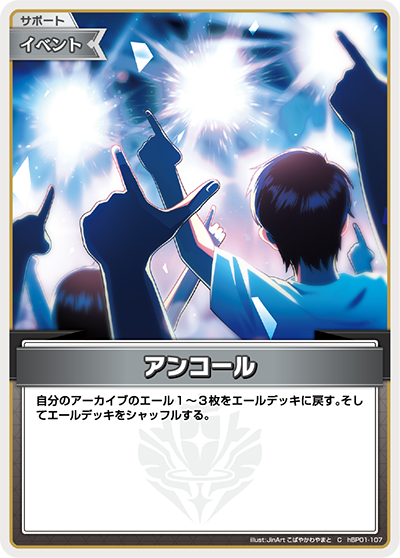 サポート
イベント
アンコール
自分のアーカイブのエール1～3枚をエールデッキに戻す。そし
てエールデッキをシャッフルする。
illust:JinArt こばやかわやまと C hBP01-107